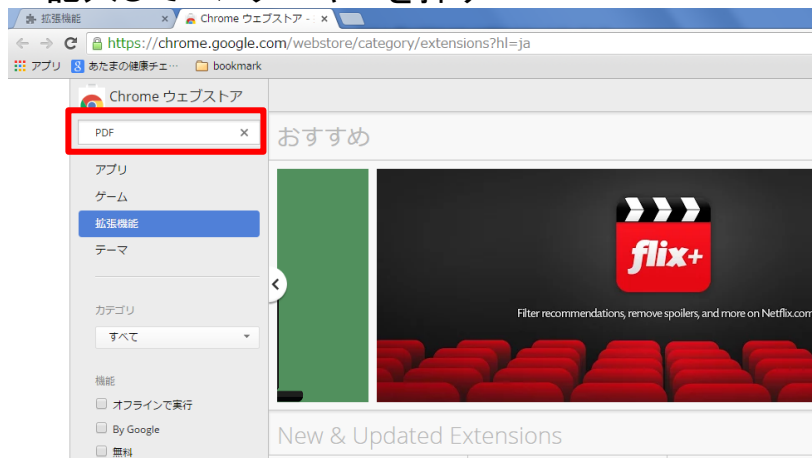 拡張機能
Chrome ウェブストア -
https://chrome.google.com/webstore/category/extensions?hl=ja
アプリ
あたまの健康チェ…
bookmark
Chrome ウェブストア
PDF
アプリ
ゲーム
拡張機能
テーマ
カテゴリ
すべて
機能
オフラインで実行
By Google
無料
おすすめ
flix+
Filter recommendations, remove spoilers, and more on Netflix.com
New & Updated Extensions